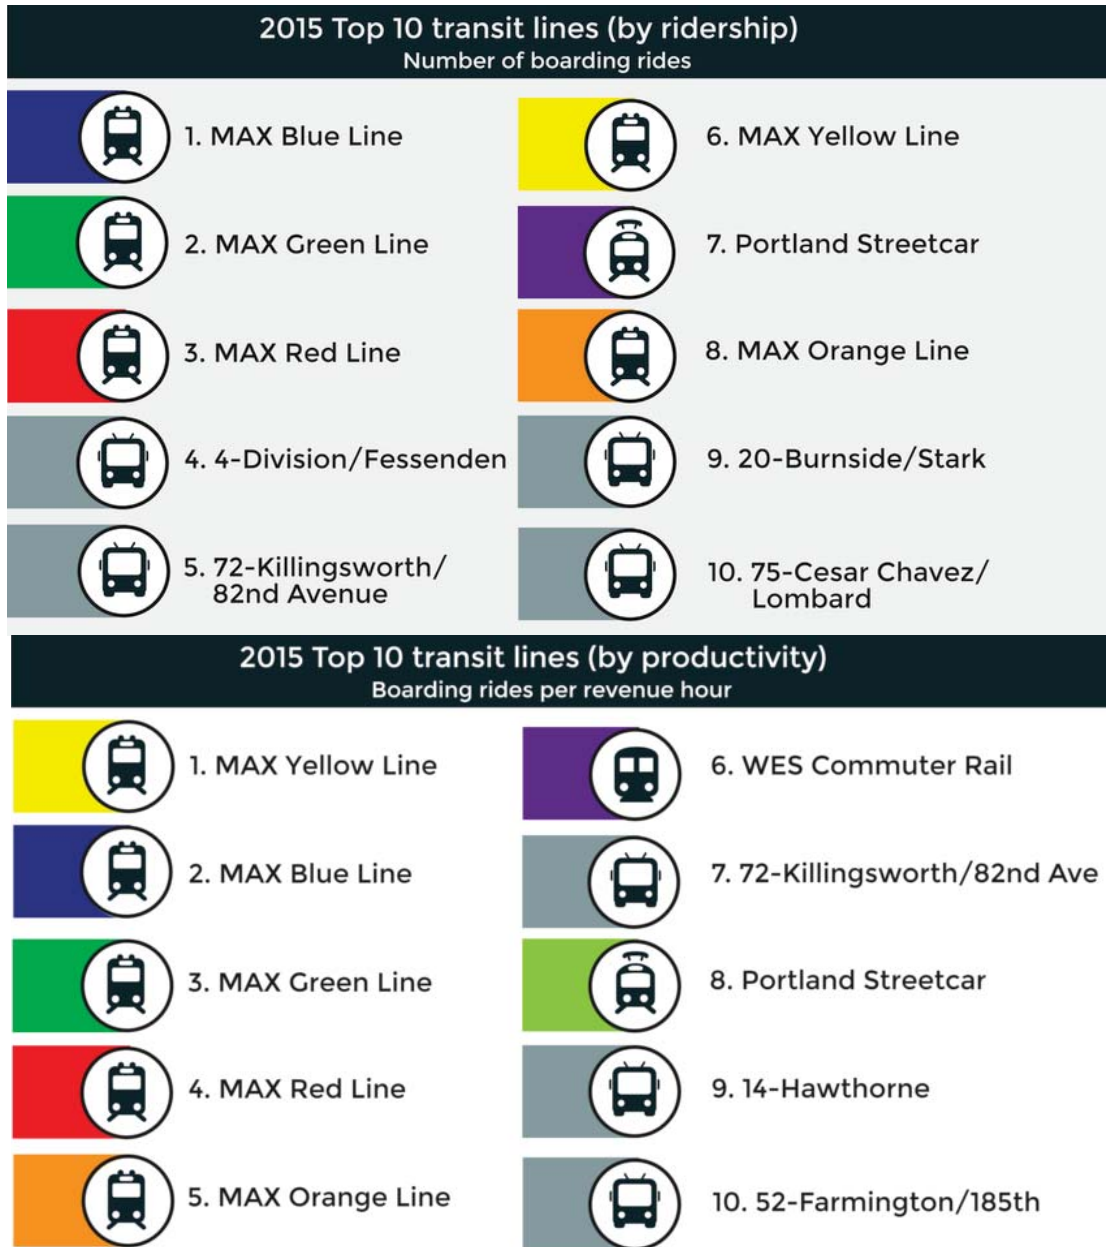 2015 Top 10 transit lines (by ridership)
Number of boarding rides
1. MAX Blue Line
2. MAX Green Line
3. MAX Red Line
4. 4-Division/Fessenden
5. 72-Killingsworth/
82nd Avenue
6. MAX Yellow Line
7. Portland Streetcar
8. MAX Orange Line
9. 20-Burnside/Stark
10. 75-Cesar Chavez/
Lombard
2015 Top 10 transit lines (by productivity)
Boarding rides per revenue hour
1. MAX Yellow Line
2. MAX Blue Line
3. MAX Green Line
4. MAX Red Line
5. MAX Orange Line
6. WES Commuter Rail
7. 72-Killingsworth/82nd Ave
8. Portland Streetcar
9. 14-Hawthorne
10. 52-Farmington/185th